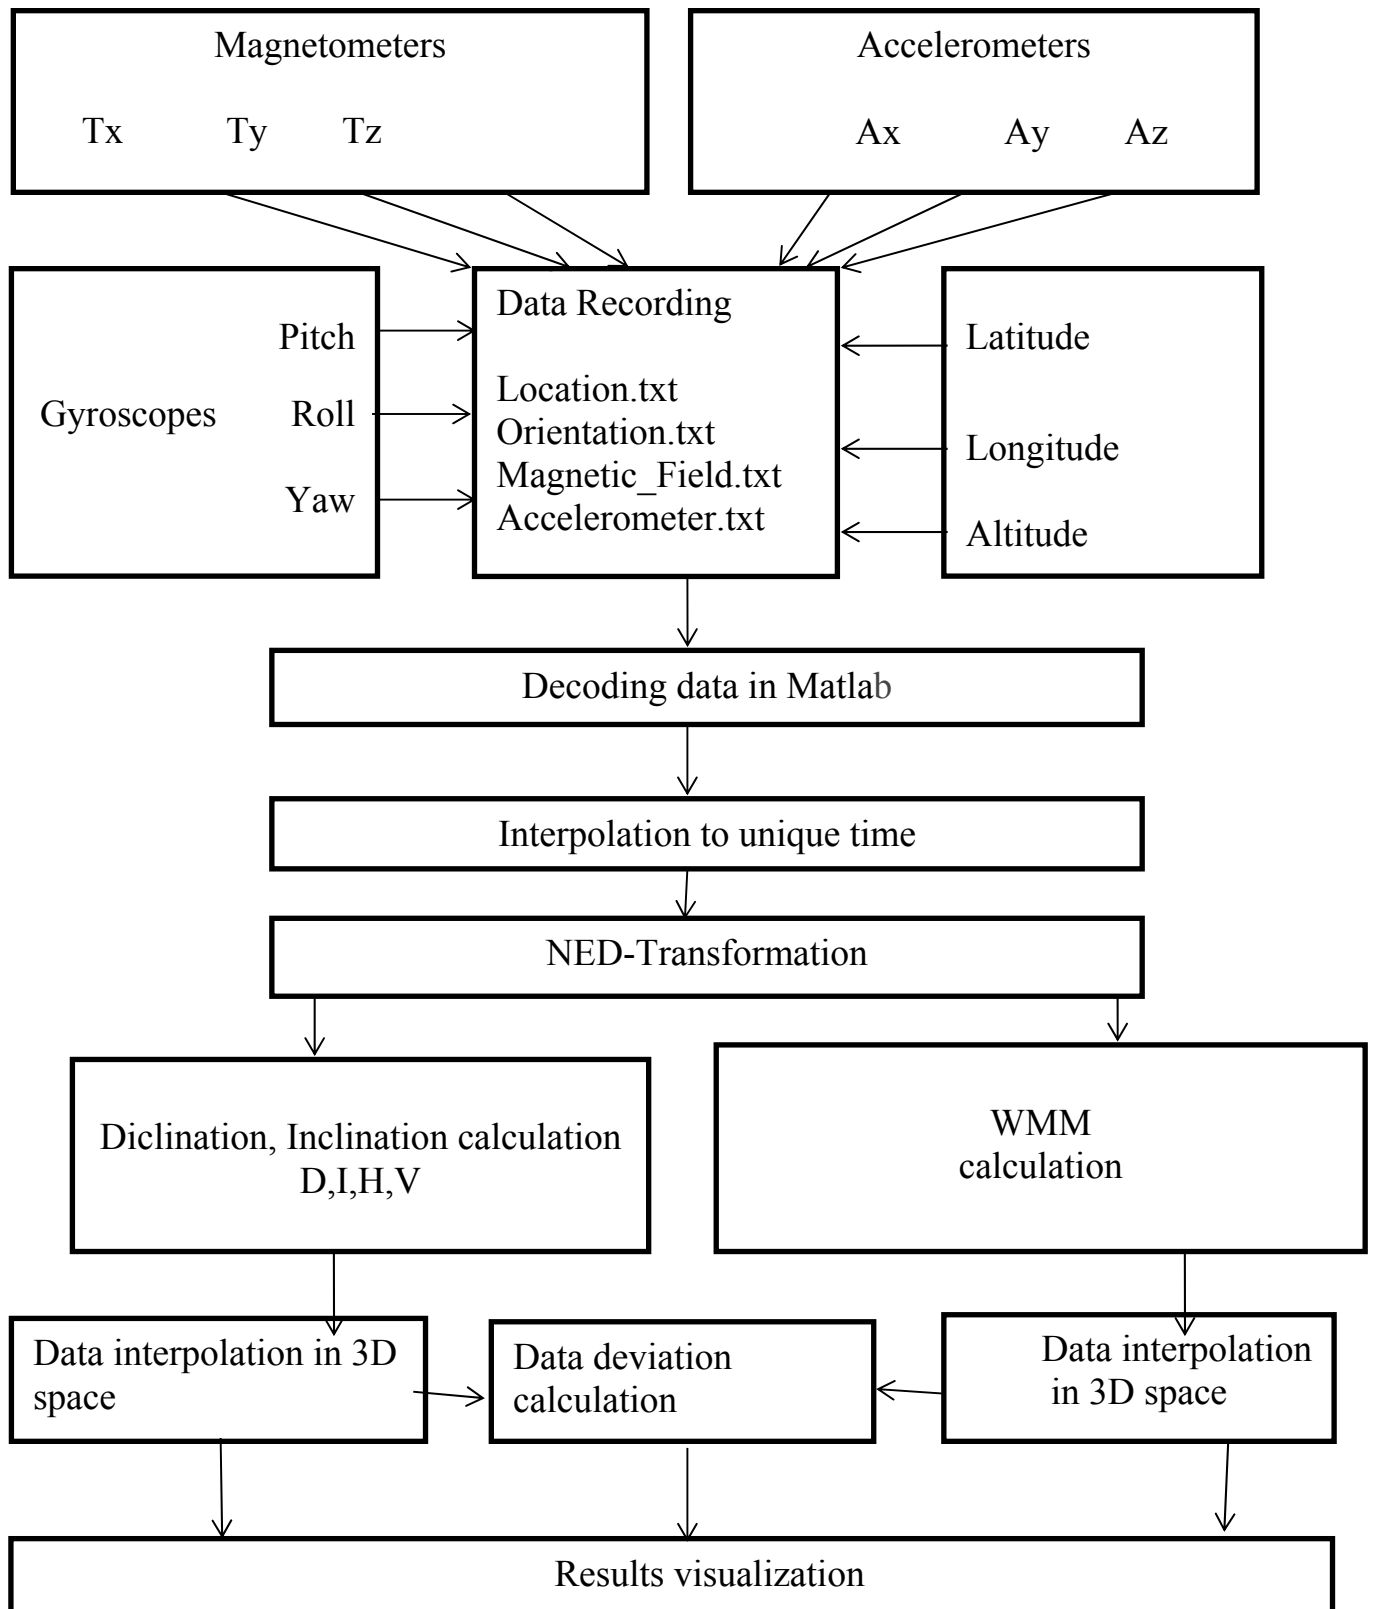 Magnetometers
Tx Ty Tz
Accelerometers
Ax Ay Az
Gyroscopes
Pitch
Roll
Yaw
Data Recording
Location.txt
Orientation.txt
Magnetic_Field.txt
Accelerometer.txt
Latitude
Longitude
Altitude
Decoding data in Matlab
Interpolation to unique time
NED-Transformation
Diclination, Inclination calculation
D,I,H,V
WMM
calculation
Data interpolation in 3D
space
Data deviation
calculation
Data interpolation
in 3D space
Results visualization